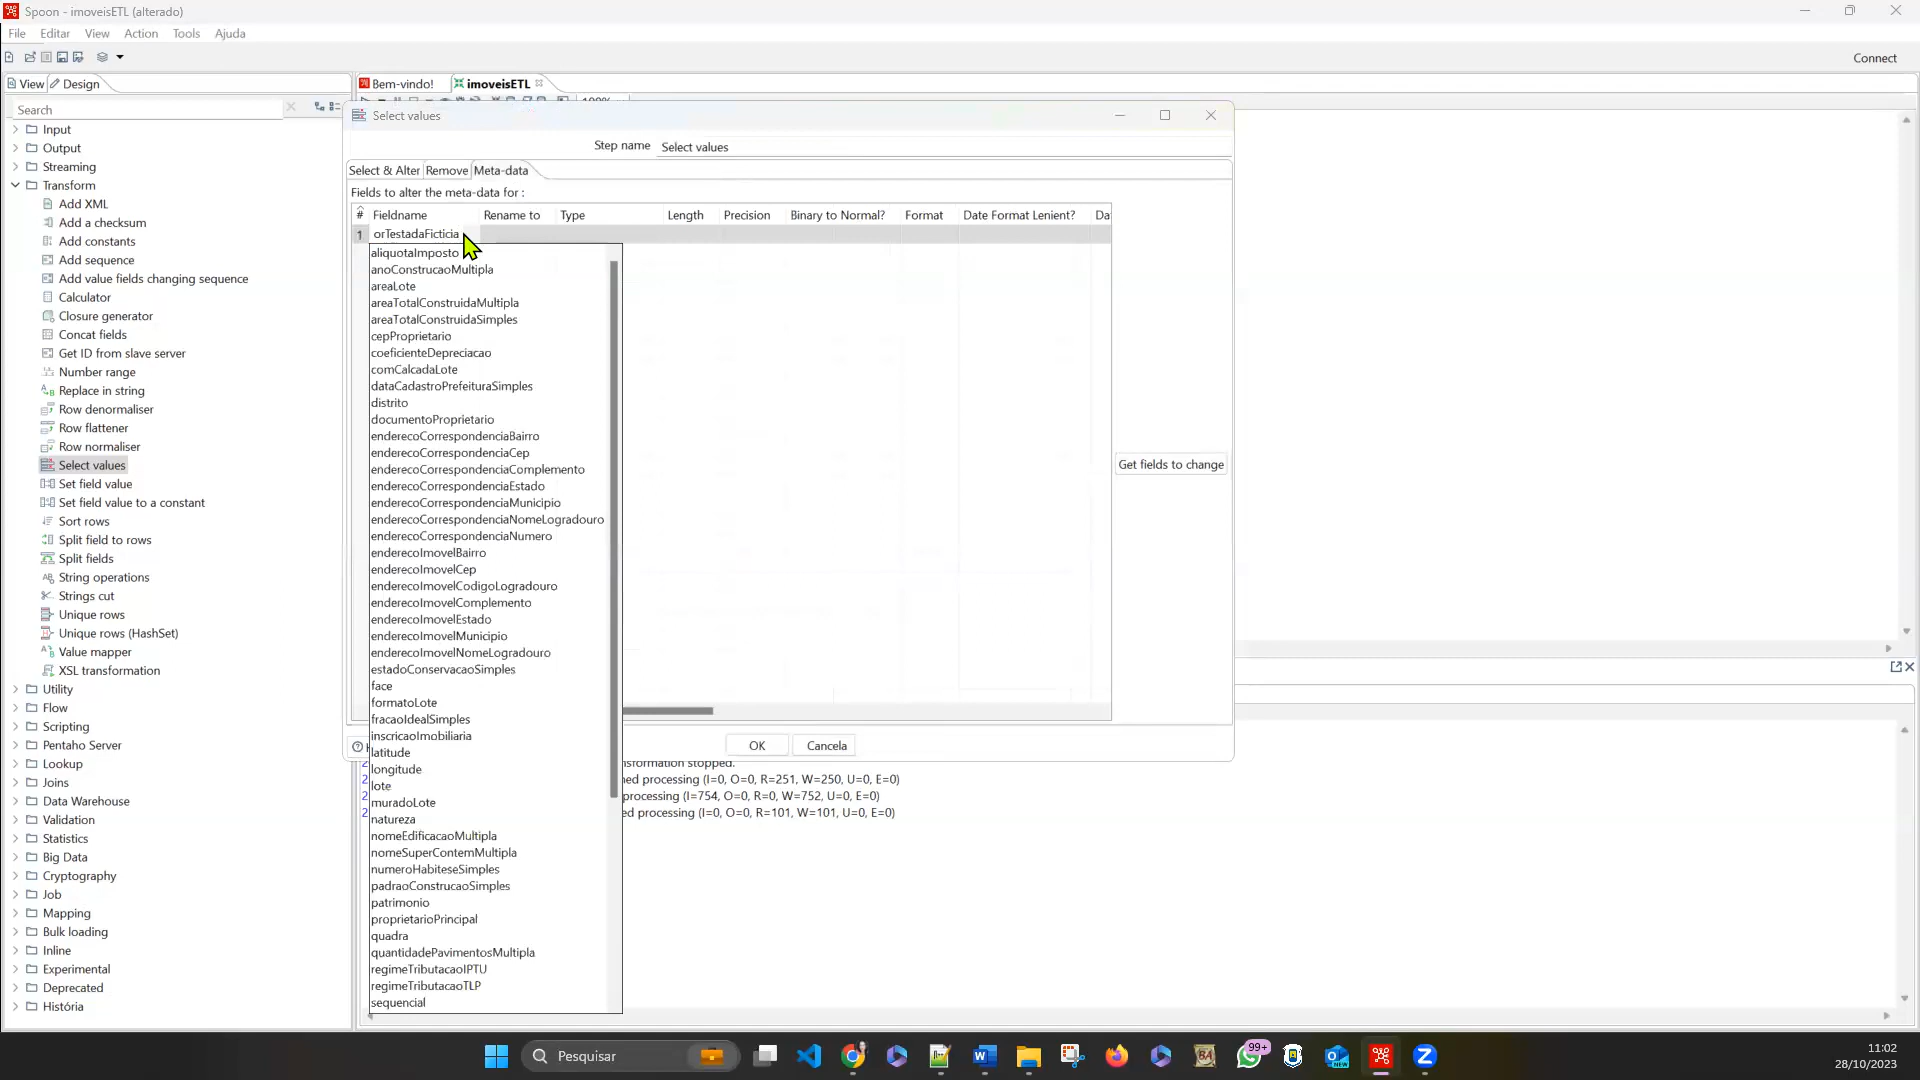 Spoon - imoveisETL (alterado)
File Editar View Action Tools Ajuda
Connect
View Design
Bem-vindo! imoveisETL
Search
Input
Output
Streaming
Transform
Add XML
Add a checksum
Add constants
Add sequence
Add value fields changing sequence
Calculator
Closure generator
Concat fields
Get ID from slave server
Number range
Replace in string
Row denormaliser
Row flattener
Row normaliser
Select values
Set field value
Set field value to a constant
Sort rows
Split field to rows
Split fields
String operations
Strings cut
Unique rows
Unique rows (HashSet)
Value mapper
XSL transformation
Utility
Flow
Scripting
Pentaho Server
Lookup
Joins
Data Warehouse
Validation
Statistics
Big Data
Cryptography
Job
Mapping
Bulk loading
Inline
Experimental
Deprecated
História
Select values
Step name Select values
Select & Alter Remove Meta-data
Fields to alter the meta-data for :
# Fieldname Rename to Type Length Precision Binary to Normal? Format Date Format Lenient? Da
1 orTestadaFicticia
aliquotaImposto
anoConstrucaoMultipla
areaLote
areaTotalConstruidaMultipla
areaTotalConstruidaSimples
cepProprietario
coeficienteDepreciacao
comCalcadaLote
dataCadastroPrefeituraSimples
distrito
documentoProprietario
enderecoCorrespondenciaBairro
enderecoCorrespondenciaCep
enderecoCorrespondenciaComplemento
enderecoCorrespondenciaEstado
enderecoCorrespondenciaMunicipio
enderecoCorrespondenciaNomeLogradouro
enderecoCorrespondenciaNumero
enderecoImovelBairro
enderecoImovelCep
enderecoImovelCodigoLogradouro
enderecoImovelComplemento
enderecoImovelEstado
enderecoImovelMunicipio
enderecoImovelNomeLogradouro
estadoConservacaoSimples
face
formatoLote
fracaoIdealSimples
inscricaoImobiliaria
latitude
longitude
lote
muradoLote
natureza
nomeEdificacaoMultipla
nomeSuperContemMultipla
numeroHabiteseSimples
padraoConstrucaoSimples
patrimonio
proprietarioPrincipal
quadra
quantidadePavimentosMultipla
regimeTributacaoIPTU
regimeTributacaoTLP
sequencial
Get fields to change
OK Cancela
nsformation stopped.
2 ned processing (I=0, O=0, R=251, W=250, U=0, E=0)
2 processing (I=754, O=0, R=0, W=752, U=0, E=0)
2 ed processing (I=0, O=0, R=101, W=101, U=0, E=0)
Pesquisar
99+
NEW
11:02
28/10/2023